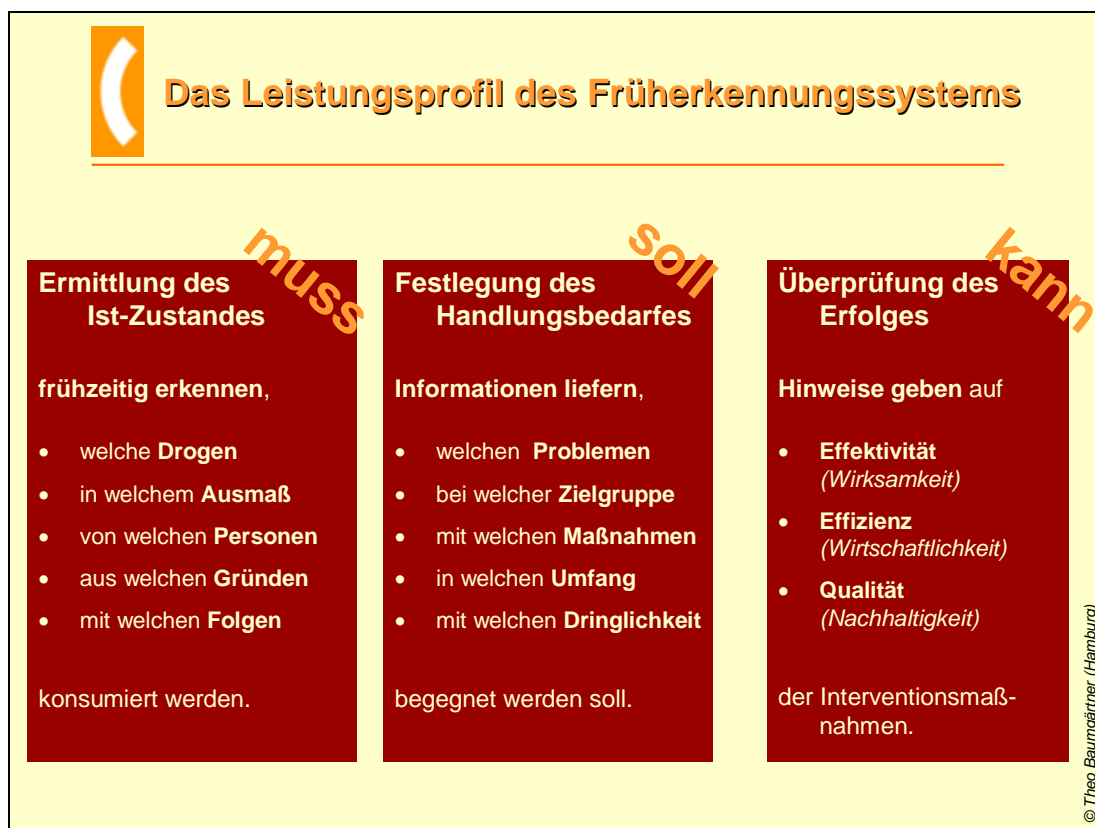 Das Leistungsprofil des Früherkennungssystems
muss
Ermittlung des
Ist-Zustandes
frühzeitig erkennen,
• welche Drogen
• in welchem Ausmaß
• von welchen Personen
• aus welchen Gründen
• mit welchen Folgen
konsumiert werden.
soll
Festlegung des
Handlungsbedarfes
Informationen liefern,
• welchen Problemen
• bei welcher Zielgruppe
• mit welchen Maßnahmen
• in welchen Umfang
• mit welchen Dringlichkeit
begegnet werden soll.
kann
Überprüfung des
Erfolges
Hinweise geben auf
• Effektivität
(Wirksamkeit)
• Effizienz
(Wirtschaftlichkeit)
• Qualität
(Nachhaltigkeit)
der Interventionsmaß-
nahmen.
© Theo Baumgärtner (Hamburg)